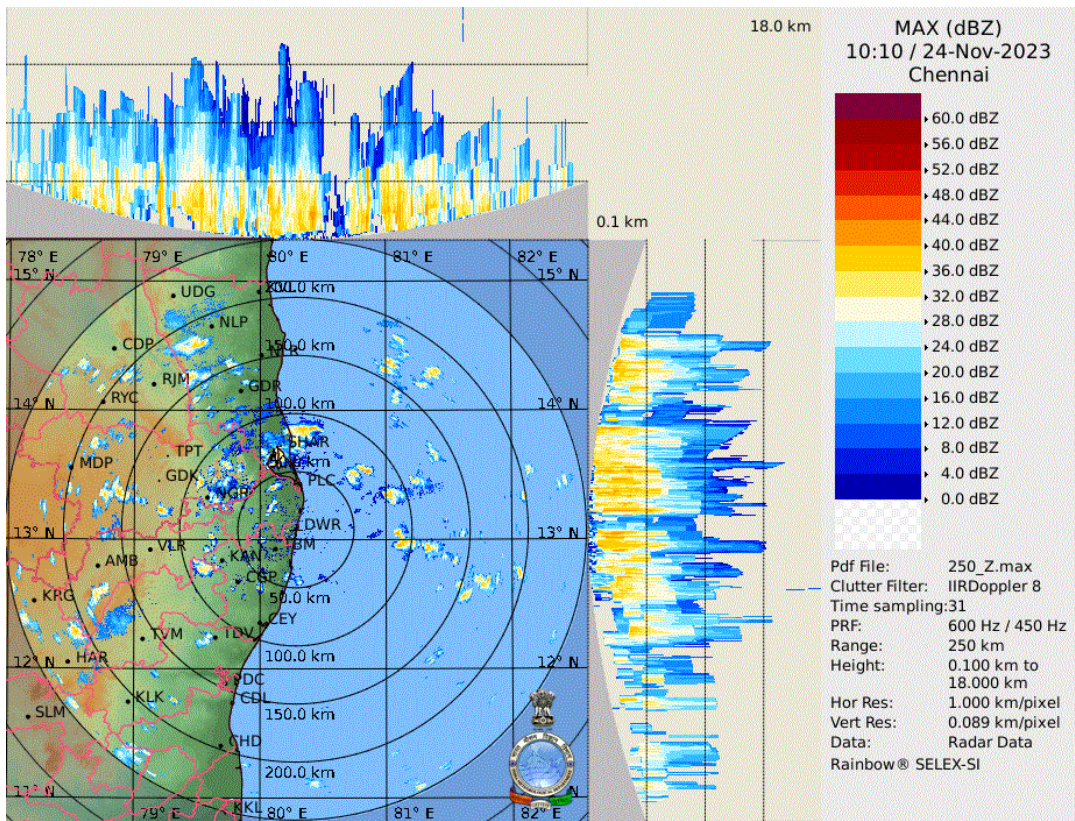 18.0 km
0.1 km
MAX (dBZ)
10:10 / 24-Nov-2023
Chennai
60.0 dBZ
56.0 dBZ
52.0 dBZ
48.0 dBZ
44.0 dBZ
40.0 dBZ
36.0 dBZ
32.0 dBZ
28.0 dBZ
24.0 dBZ
20.0 dBZ
16.0 dBZ
12.0 dBZ
8.0 dBZ
4.0 dBZ
0.0 dBZ
Pdf File: 250_Z.max
Clutter Filter: IIRDoppler 8
Time sampling:31
PRF: 600 Hz / 450 Hz
Range: 250 km
Height: 0.100 km to
18.000 km
Hor Res: 1.000 km/pixel
Vert Res: 0.089 km/pixel
Data: Radar Data
Rainbow® SELEX-SI
78° E 79° E 80° E 81° E 82° E
15° N 15° N
UDG
NLP
150.0 km
CDP
RJM
RYC
GDR
100.0 km
14° N 14° N
SHAR
TPT
MDP
GDK
PLC
NGR
13° N 13° N
DWR
VLR
KAN
AMB
CGP
KRG
50.0 km
CEY
TVM
TDV
100.0 km
HAR
12° N 12° N
PDC
KLK
CDL
SLM
150.0 km
CHD
200.0 km
11° N 11° N
KKL
79° E 80° E 81° E 82° E